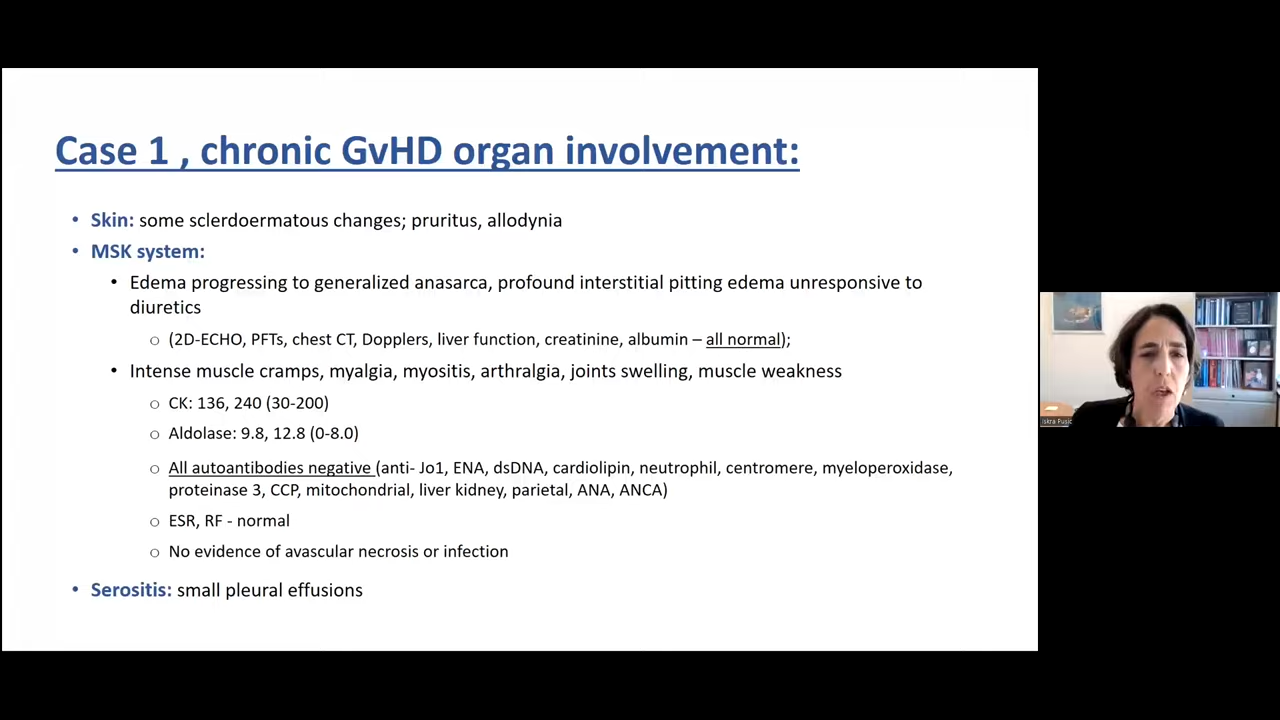 Case 1 , chronic GvHD organ involvement:
• Skin: some sclerdoermatous changes; pruritus, allodynia
• MSK system:
• Edema progressing to generalized anasarca, profound interstitial pitting edema unresponsive to
diuretics
○ (2D-ECHO, PFTs, chest CT, Dopplers, liver function, creatinine, albumin – all normal);
• Intense muscle cramps, myalgia, myositis, arthralgia, joints swelling, muscle weakness
○ CK: 136, 240 (30-200)
○ Aldolase: 9.8, 12.8 (0-8.0)
○ All autoantibodies negative (anti- Jo1, ENA, dsDNA, cardiolipin, neutrophil, centromere, myeloperoxidase,
proteinase 3, CCP, mitochondrial, liver kidney, parietal, ANA, ANCA)
○ ESR, RF - normal
○ No evidence of avascular necrosis or infection
• Serositis: small pleural effusions
Iskra Pusic